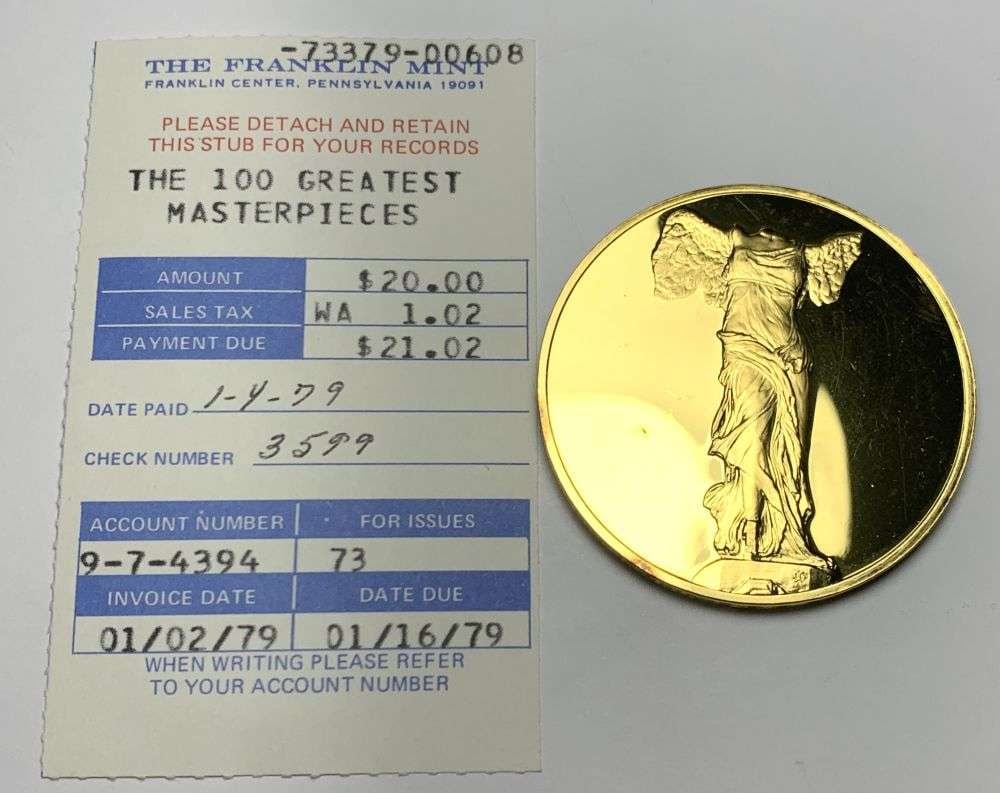 -73379-00608
THE FRANKLIN MINT
FRANKLIN CENTER, PENNSYLVANIA 19091
PLEASE DETACH AND RETAIN
THIS STUB FOR YOUR RECORDS
THE 100 GREATEST
MASTERPIECES
AMOUNT $20.00
SALES TAX WA 1.02
PAYMENT DUE $21.02
DATE PAID 1-4-79
CHECK NUMBER 3599
ACCOUNT NUMBER FOR ISSUES
9-7-4394 73
INVOICE DATE DATE DUE
01/02/79 01/16/79
WHEN WRITING PLEASE REFER
TO YOUR ACCOUNT NUMBER